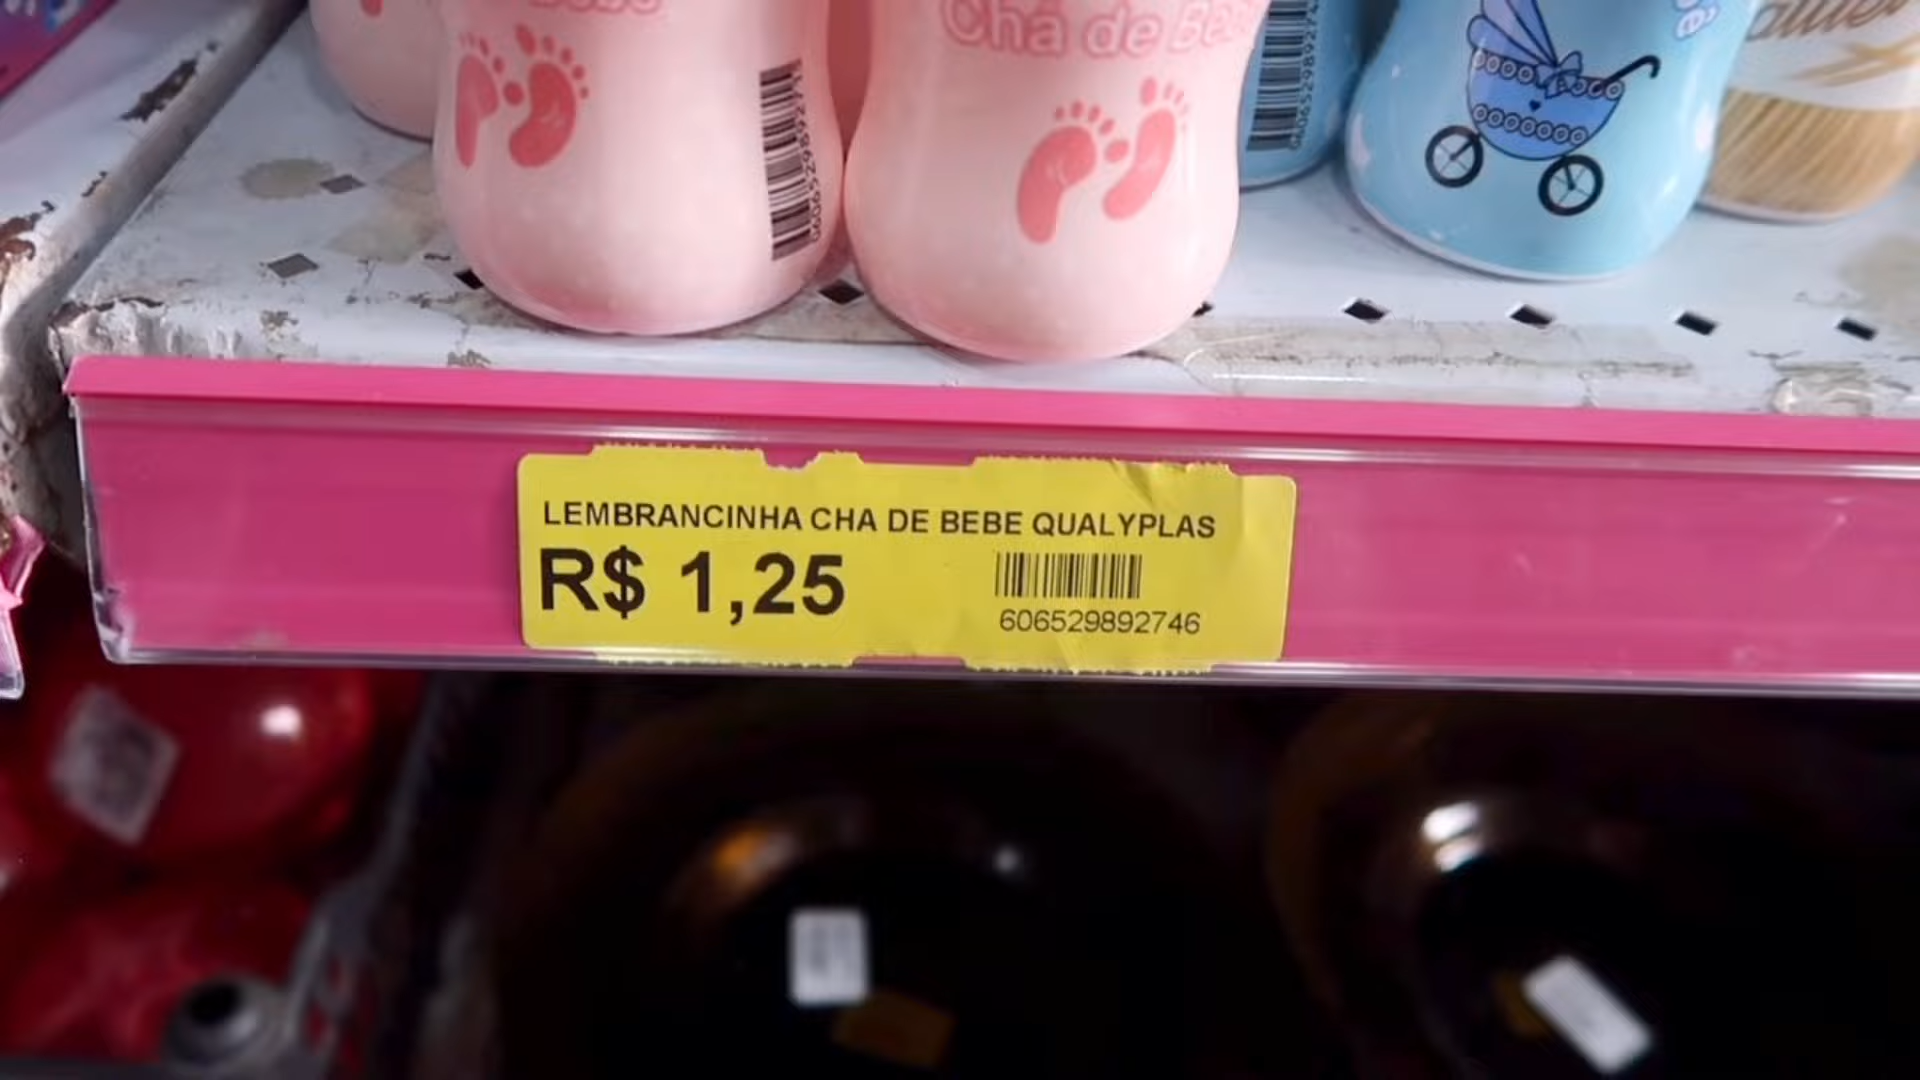 Chá de Bebê
LEMBRANCINHA CHA DE BEBE QUALYPLAS
R$ 1,25
606529892746